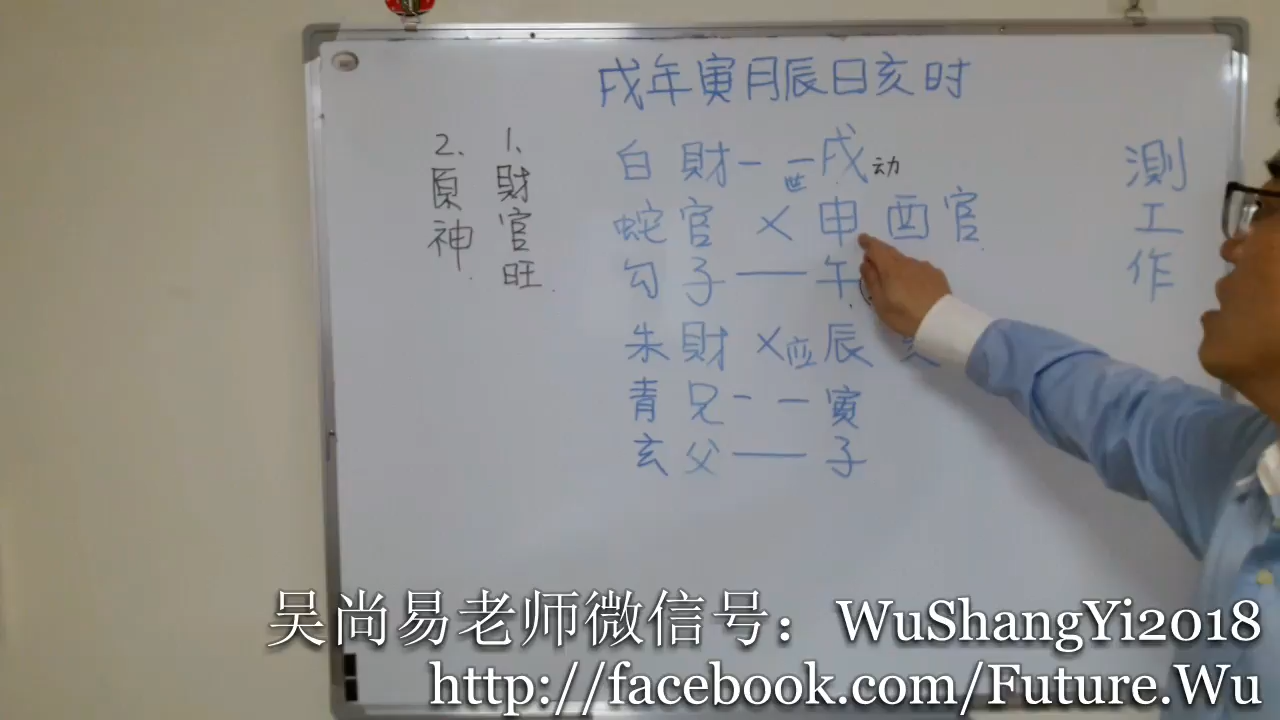 戌年寅月辰日亥时
白 財 - - 戌 动
世
蛇 官 × 申 酉 官
勾 子 — 午
朱 財 × 应 辰
青 兄 - - 寅
玄 父 — 子
1、財官旺.
2、原神.
測工作
吴尚易老师微信号：WuShangYi2018
http://facebook.com/Future.Wu